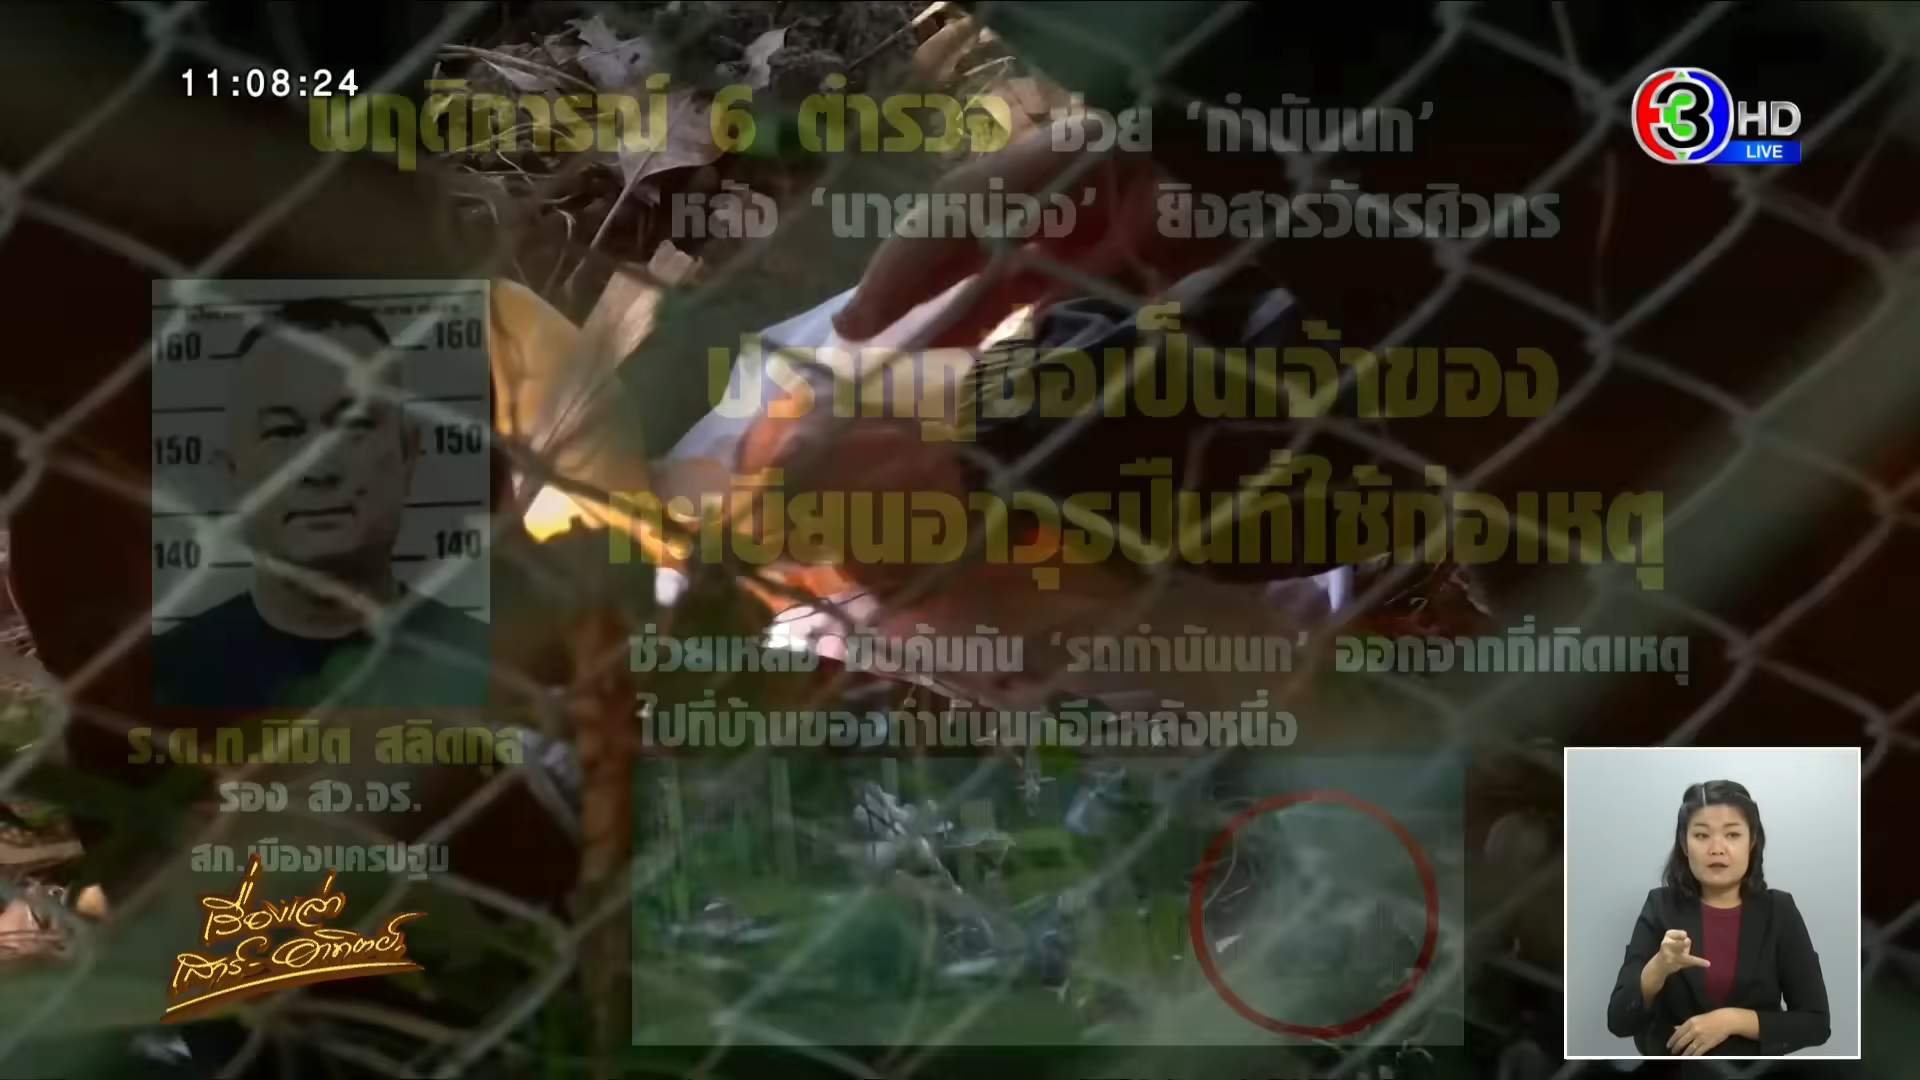 11:08:24
พฤติการณ์ 6 ตำรวจ ช่วย ‘กำนันนก’
3 HD
LIVE
หลัง ‘นายหน่อง’ ยิงสารวัตรศิวกร
160 160
ปรากฏชื่อเป็นเจ้าของ
150 150
ทะเบียนอาวุธปืนที่ใช้ก่อเหตุ
140 140
ช่วยเหลือ ขับคุ้มกัน ‘รถกำนันนก’ ออกจากที่เกิดเหตุ
ไปที่บ้านของกำนันนกอีกหลังหนึ่ง
ร.ต.ท.นิมิต สลิดกุล
รอง สว.จร.
สภ.เมืองนครปฐม
เรื่องเล่า
เสาร์-อาทิตย์